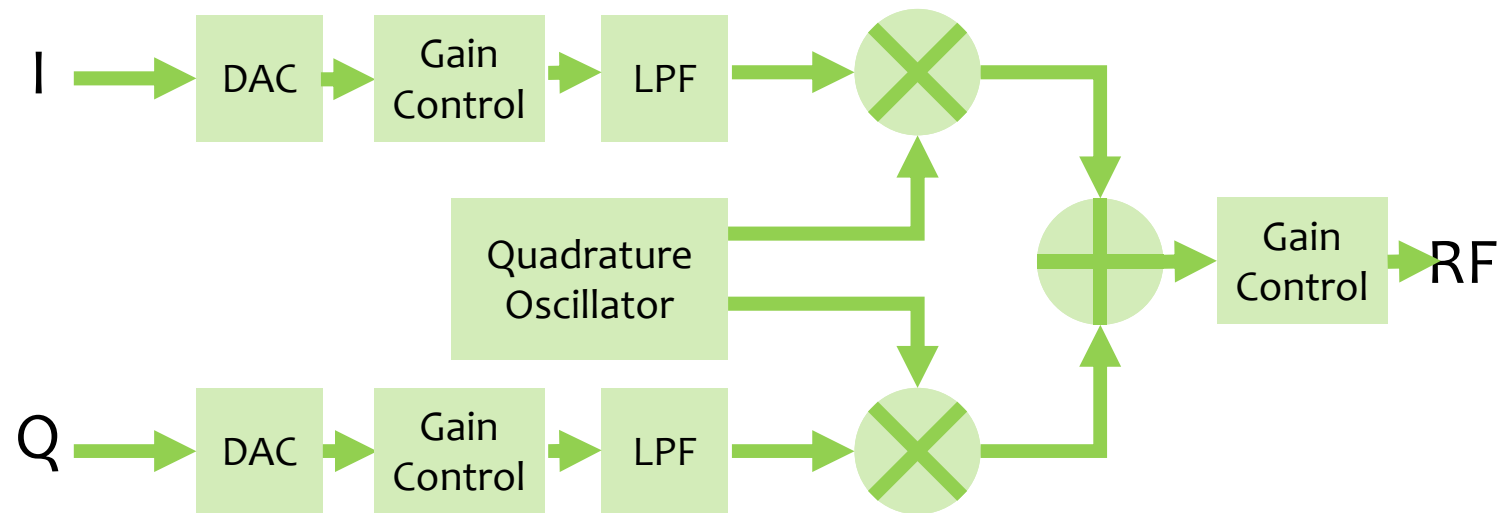 I
DAC
Gain
Control
LPF
Quadrature
Oscillator
Gain
Control
RF
Q
DAC
Gain
Control
LPF